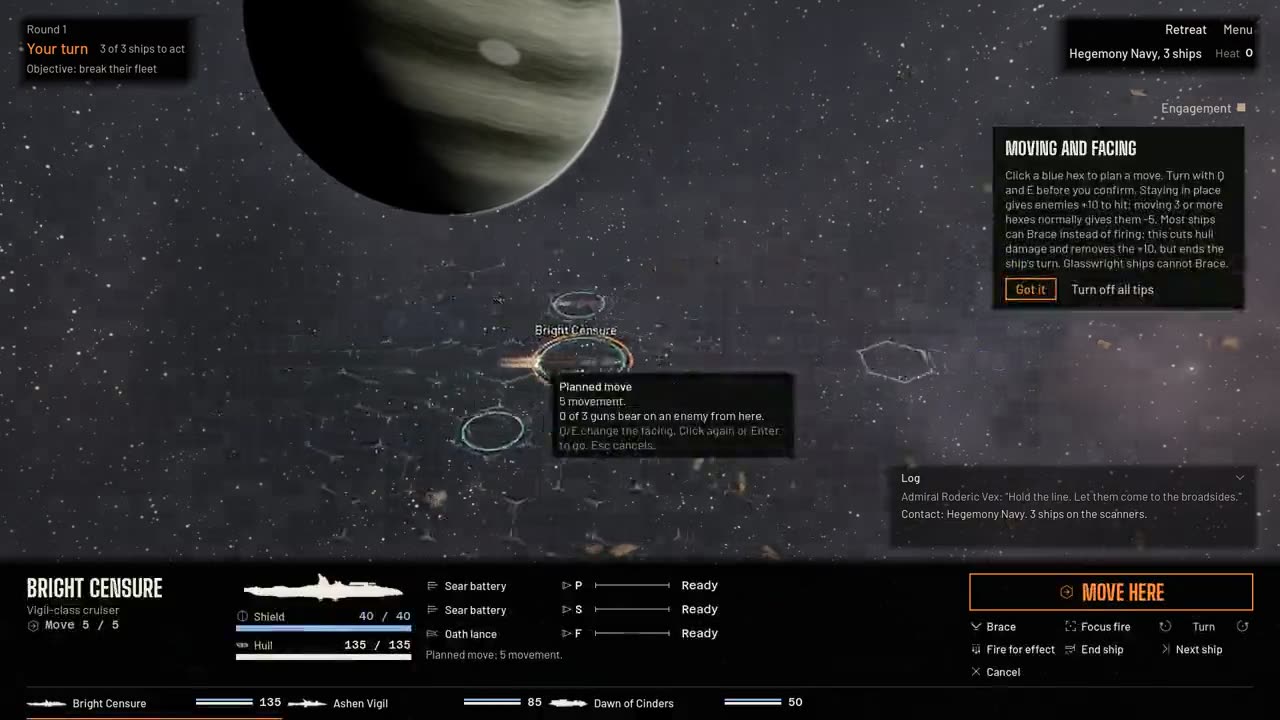 Round 1
Your turn 3 of 3 ships to act
Objective: break their fleet
Retreat Menu
Hegemony Navy, 3 ships Heat 0
Engagement
MOVING AND FACING
Click a blue hex to plan a move. Turn with Q
and E before you confirm. Staying in place
gives enemies +10 to hit; moving 3 or more
hexes normally gives them -5. Most ships
can Brace instead of firing; this cuts hull
damage and removes the +10, but ends the
ship's turn. Glasswright ships cannot Brace.
Got it Turn off all tips
Bright Censure
Planned move
5 movement.
0 of 3 guns bear on an enemy from here.
Q/E change the facing. Click again or Enter
to go. Esc cancels.
Log
Admiral Roderic Vex: "Hold the line. Let them come to the broadsides."
Contact: Hegemony Navy. 3 ships on the scanners.
BRIGHT CENSURE
Vigil-class cruiser
Move 5 / 5
Shield 40 / 40
Hull 135 / 135
Sear battery P Ready
Sear battery S Ready
Oath lance F Ready
Planned move: 5 movement.
MOVE HERE
Brace Focus fire Turn
Fire for effect End ship Next ship
Cancel
Bright Censure 135 Ashen Vigil 85 Dawn of Cinders 50